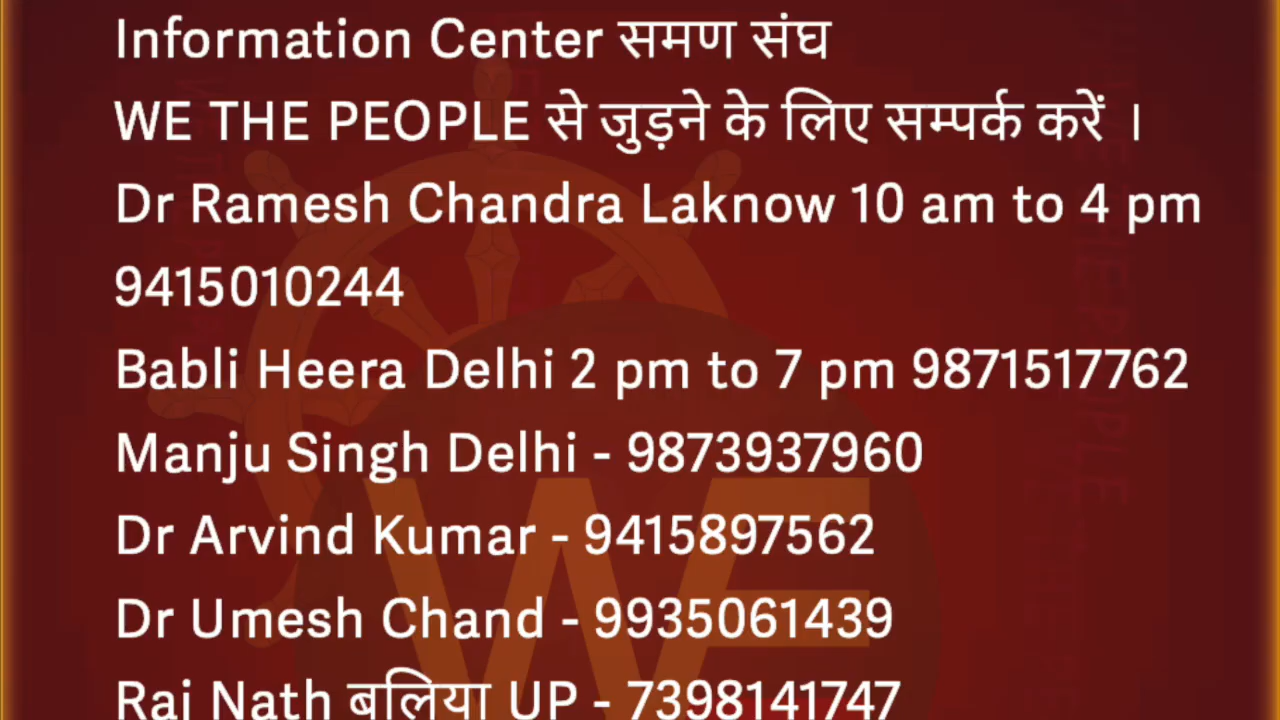 Information Center समण संघ
WE THE PEOPLE से जुड़ने के लिए सम्पर्क करें ।
Dr Ramesh Chandra Laknow 10 am to 4 pm
9415010244
Babli Heera Delhi 2 pm to 7 pm 9871517762
Manju Singh Delhi - 9873937960
Dr Arvind Kumar - 9415897562
Dr Umesh Chand - 9935061439
Raj Nath बलिया UP - 7398141747
WE